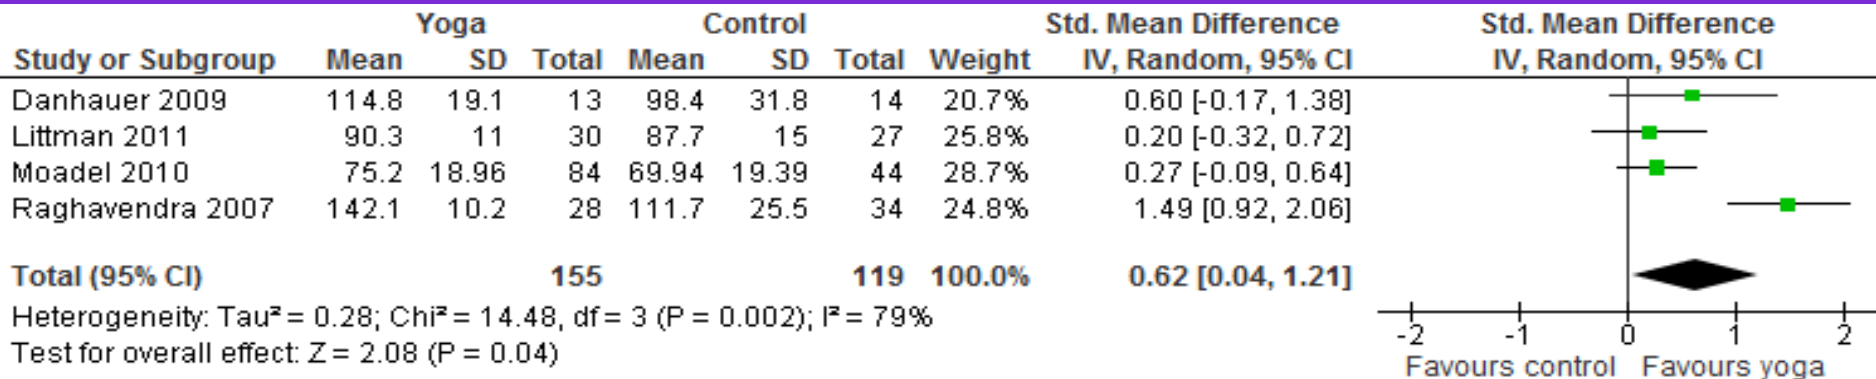 Yoga Control Std. Mean Difference Std. Mean Difference
Study or Subgroup Mean SD Total Mean SD Total Weight IV, Random, 95% CI IV, Random, 95% CI
Danhauer 2009 114.8 19.1 13 98.4 31.8 14 20.7% 0.60 [-0.17, 1.38]
Littman 2011 90.3 11 30 87.7 15 27 25.8% 0.20 [-0.32, 0.72]
Moadel 2010 75.2 18.96 84 69.94 19.39 44 28.7% 0.27 [-0.09, 0.64]
Raghavendra 2007 142.1 10.2 28 111.7 25.5 34 24.8% 1.49 [0.92, 2.06]
Total (95% CI) 155 119 100.0% 0.62 [0.04, 1.21]
Heterogeneity: Tau² = 0.28; Chi² = 14.48, df = 3 (P = 0.002); I² = 79%
Test for overall effect: Z = 2.08 (P = 0.04)
-2 -1 0 1 2
Favours control Favours yoga